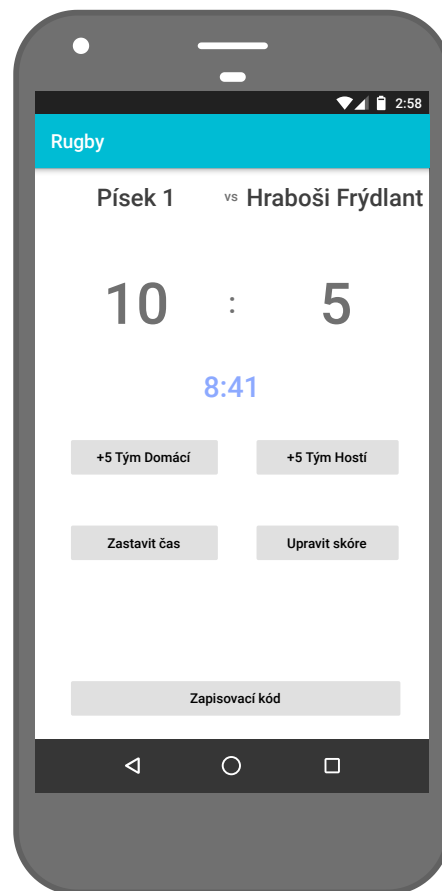 2:58
Rugby
Písek 1 vs Hraboši Frýdlant
10 : 5
8:41
+5 Tým Domácí +5 Tým Hostí
Zastavit čas Upravit skóre
Zapisovací kód